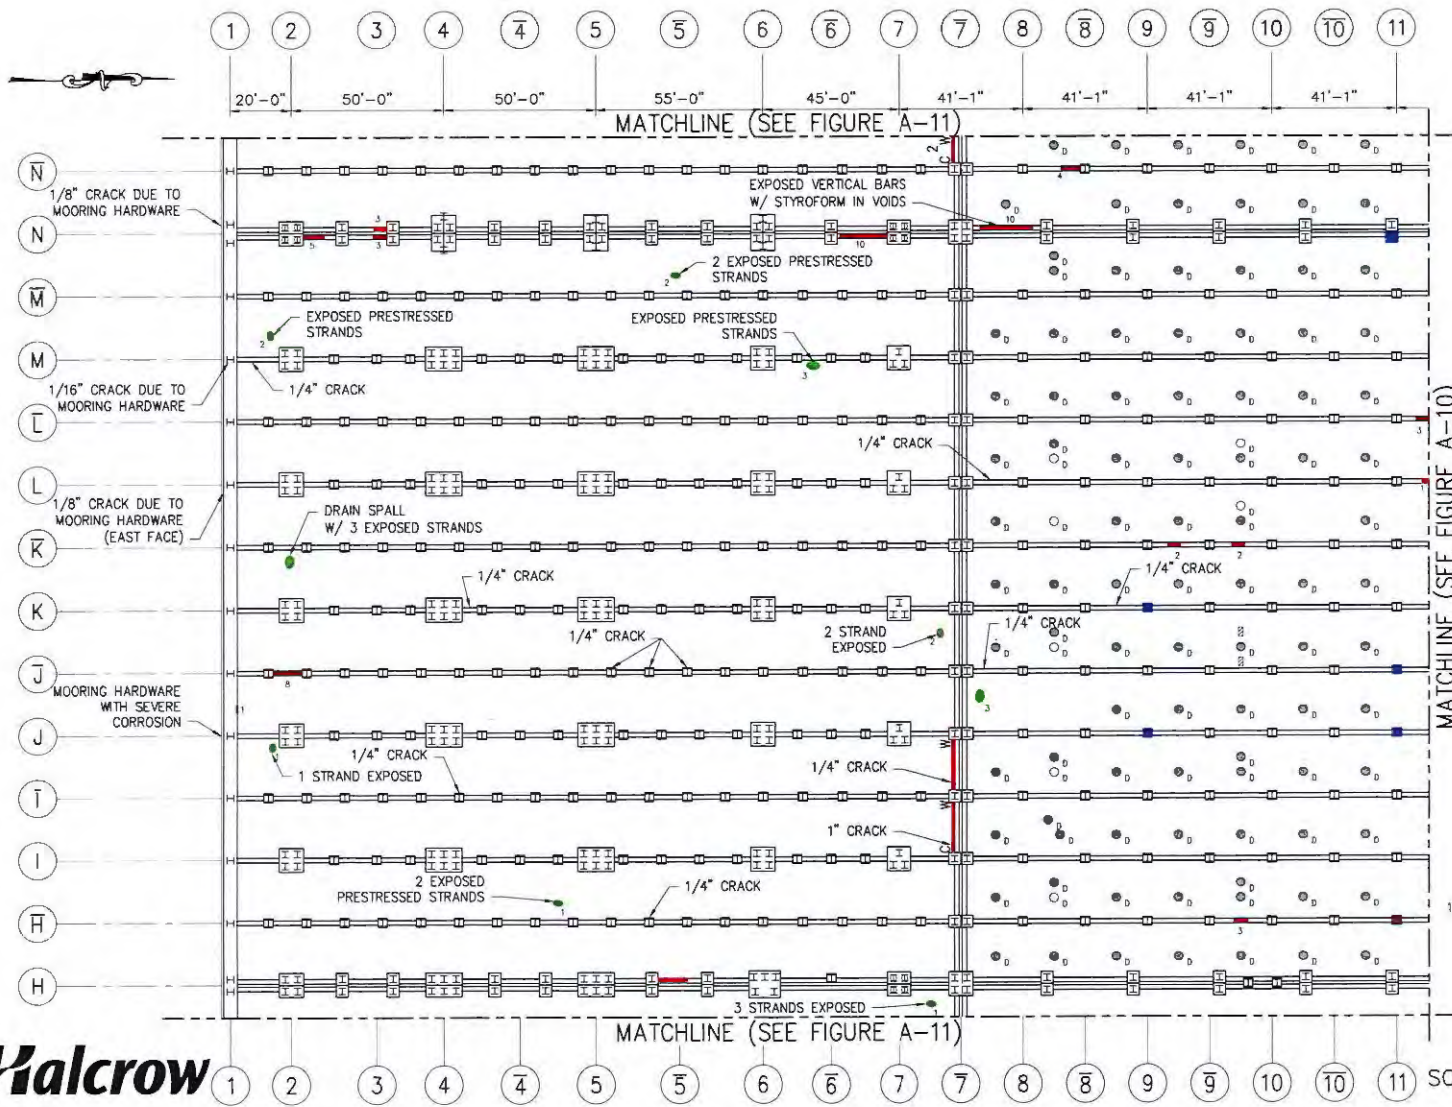 1 2 3 4 4̅ 5 5̅ 6 6̅ 7 7̅ 8 8̅ 9 9̅ 10 1̅0̅ 11
20'-0" 50'-0" 50'-0" 55'-0" 45'-0" 41'-1" 41'-1" 41'-1" 41'-1"
MATCHLINE (SEE FIGURE A-11)
N̅
1/8" CRACK DUE TO
MOORING HARDWARE
EXPOSED VERTICAL BARS
W/ STYROFORM IN VOIDS
N
2 EXPOSED PRESTRESSED
STRANDS
M̅
EXPOSED PRESTRESSED
STRANDS
EXPOSED PRESTRESSED
STRANDS
M
1/16" CRACK DUE TO
MOORING HARDWARE
1/4" CRACK
L̅
1/4" CRACK
L
1/8" CRACK DUE TO
MOORING HARDWARE
(EAST FACE)
DRAIN SPALL
W/ 3 EXPOSED STRANDS
K̅
1/4" CRACK
1/4" CRACK
K
1/4" CRACK
2 STRAND
EXPOSED
1/4" CRACK
J̅
MOORING HARDWARE
WITH SEVERE
CORROSION
J
1/4" CRACK
1 STRAND EXPOSED
1/4" CRACK
I̅
1" CRACK
I
2 EXPOSED
PRESTRESSED STRANDS
1/4" CRACK
H̅
H
3 STRANDS EXPOSED
MATCHLINE (SEE FIGURE A-11)
MATCHLINE (SEE FIGURE A-10)
Halcrow
1 2 3 4 4̅ 5 5̅ 6 6̅ 7 7̅ 8 8̅ 9 9̅ 10 1̅0̅ 11 SC